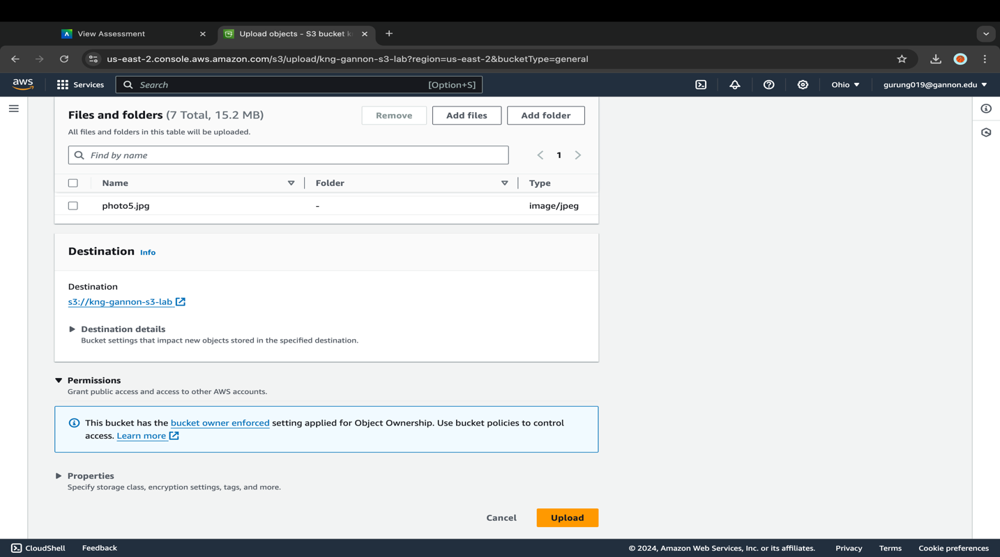 View Assessment
Upload objects - S3 bucket kn
us-east-2.console.aws.amazon.com/s3/upload/kng-gannon-s3-lab?region=us-east-2&bucketType=general
aws Services Search [Option+S] Ohio gurung019@gannon.edu
Files and folders (7 Total, 15.2 MB) Remove Add files Add folder
All files and folders in this table will be uploaded.
Find by name 1
Name Folder Type
photo5.jpg - image/jpeg
Destination Info
Destination
s3://kng-gannon-s3-lab
Destination details
Bucket settings that impact new objects stored in the specified destination.
Permissions
Grant public access and access to other AWS accounts.
This bucket has the bucket owner enforced setting applied for Object Ownership. Use bucket policies to control
access. Learn more
Properties
Specify storage class, encryption settings, tags, and more.
Cancel Upload
CloudShell Feedback © 2024, Amazon Web Services, Inc. or its affiliates. Privacy Terms Cookie preferences